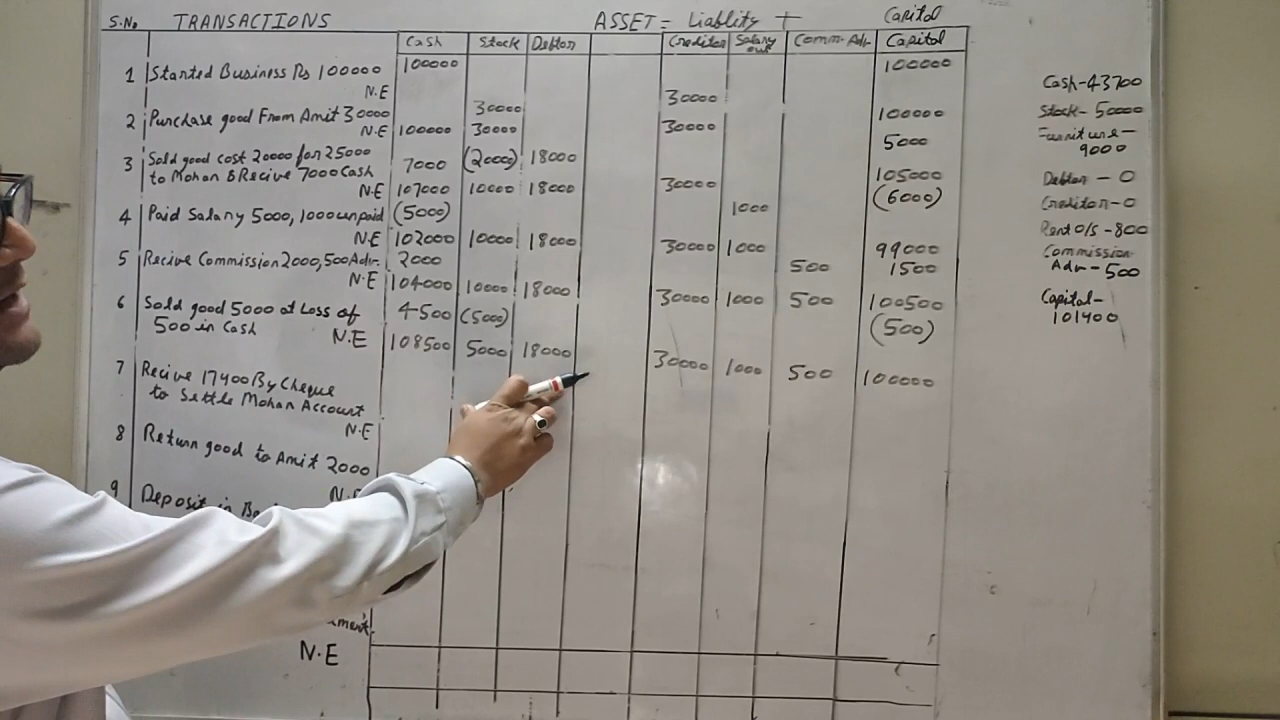 S.No TRANSACTIONS ASSET = Liablity + Capital
Cash Stock Debtor Creditor Salary out Comm. Adv. Capital
1 Started Business Rs 100000 100000 100000
N.E 30000
2 Purchase good From Amit 30000 30000 100000
N.E 100000 30000 30000
3 Sold good cost 20000 for 25000 5000
to Mohan & Recive 7000 Cash 7000 (20000) 18000
N.E 107000 10000 18000 30000 105000
4 Paid Salary 5000, 1000 unpaid (5000) 1000 (6000)
N.E 102000 10000 18000 30000 1000 99000
5 Recive Commission 2000, 500 Adv. 2000 500 1500
N.E 104000 10000 18000 30000 1000 500 100500
6 Sold good 5000 at Loss of 4500 (5000) (500)
500 in Cash
N.E 108500 5000 18000 30000 1000 500 100000
7 Recive 17400 By Cheque
to Settle Mohan Account
N.E
8 Return good to Amit 2000
N.E
9 Deposit in
N.E
Cash - 43700
Stock - 50000
Furniture -
9000
Debtor - 0
Creditor - 0
Rent o/s - 800
Commission
Adv - 500
Capital -
101400